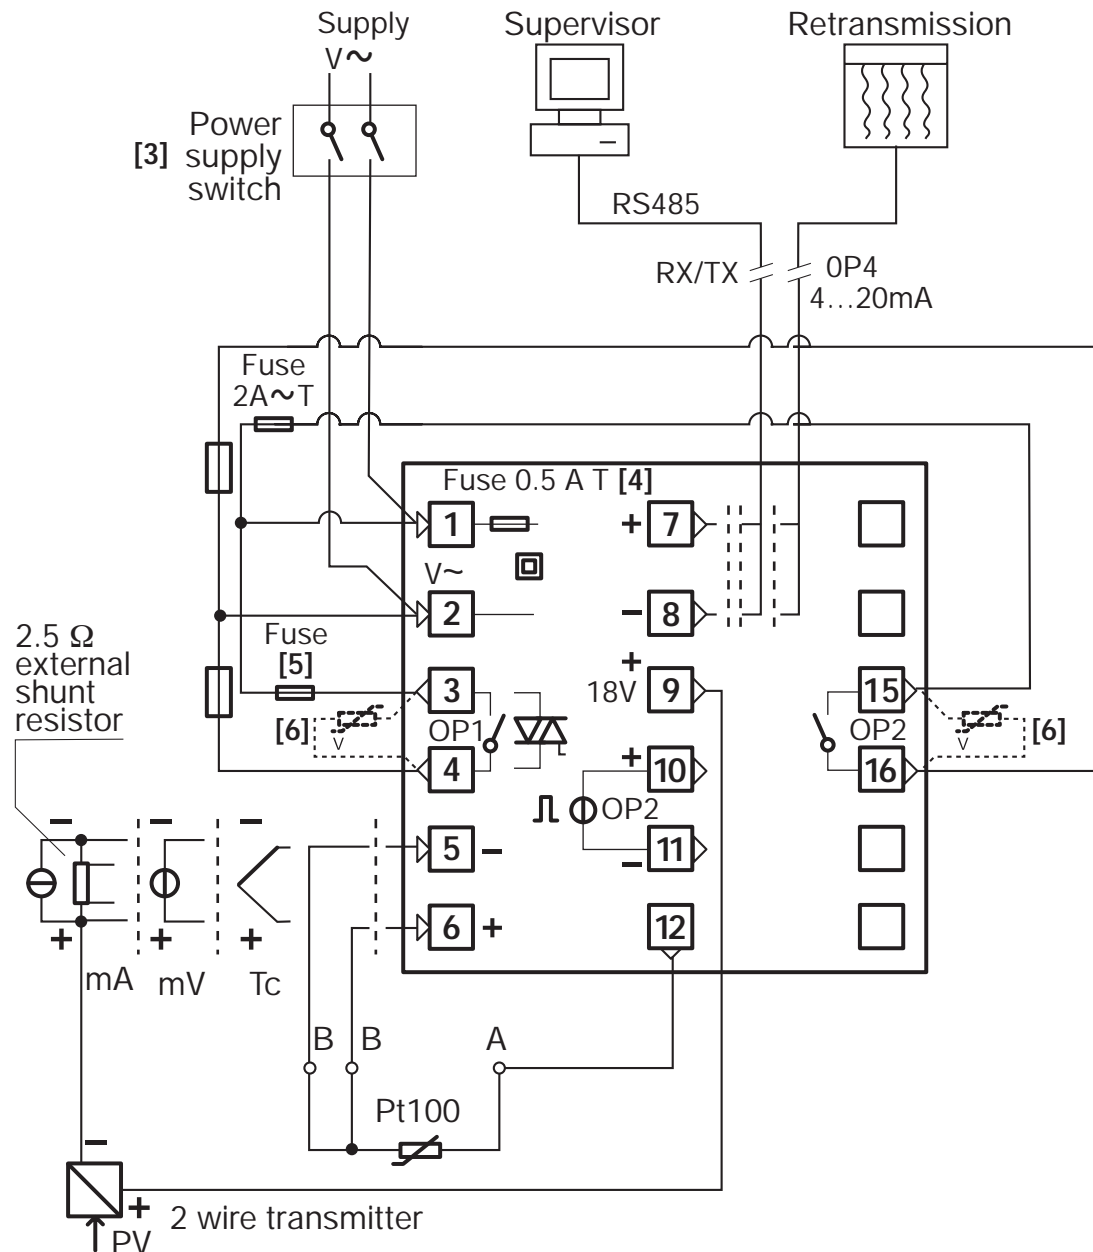 Supply
V~
Supervisor
Retransmission
Power
[3] supply
switch
RS485
RX/TX
0P4
4...20mA
Fuse
2A~T
Fuse 0.5 A T [4]
1
+
7
V~
2
–
8
2.5 Ω
external
shunt
resistor
Fuse
[5]
3
+
18V
9
15
[6]
V
OP1
OP2
V
[6]
4
+
10
16
OP2
–
–
–
5
–
–
11
6
+
12
+
+
+
mA
mV
Tc
B
B
A
Pt100
–
+
2 wire transmitter
PV